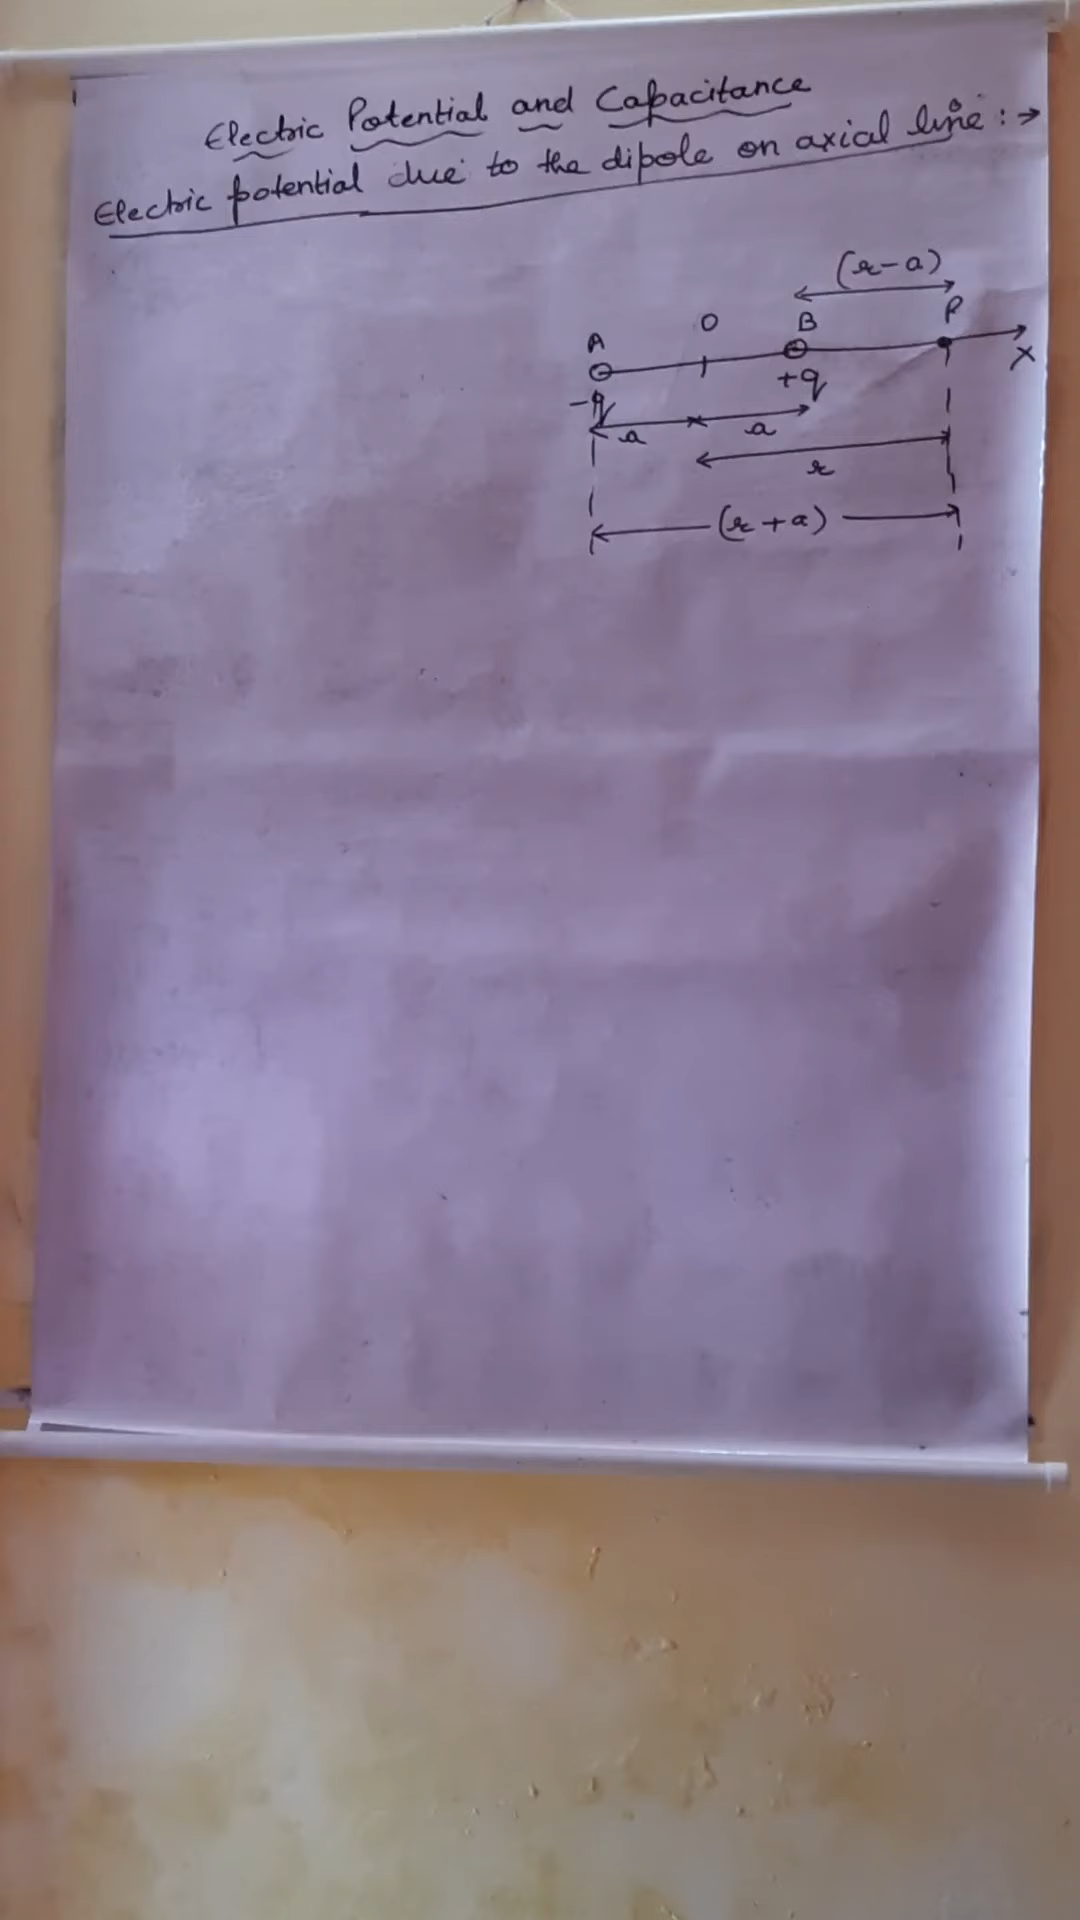 Electric Potential and Capacitance
Electric potential due to the dipole on axial line :→
(r-a)
A O B P
X
-q +q
a a
r
(r+a)